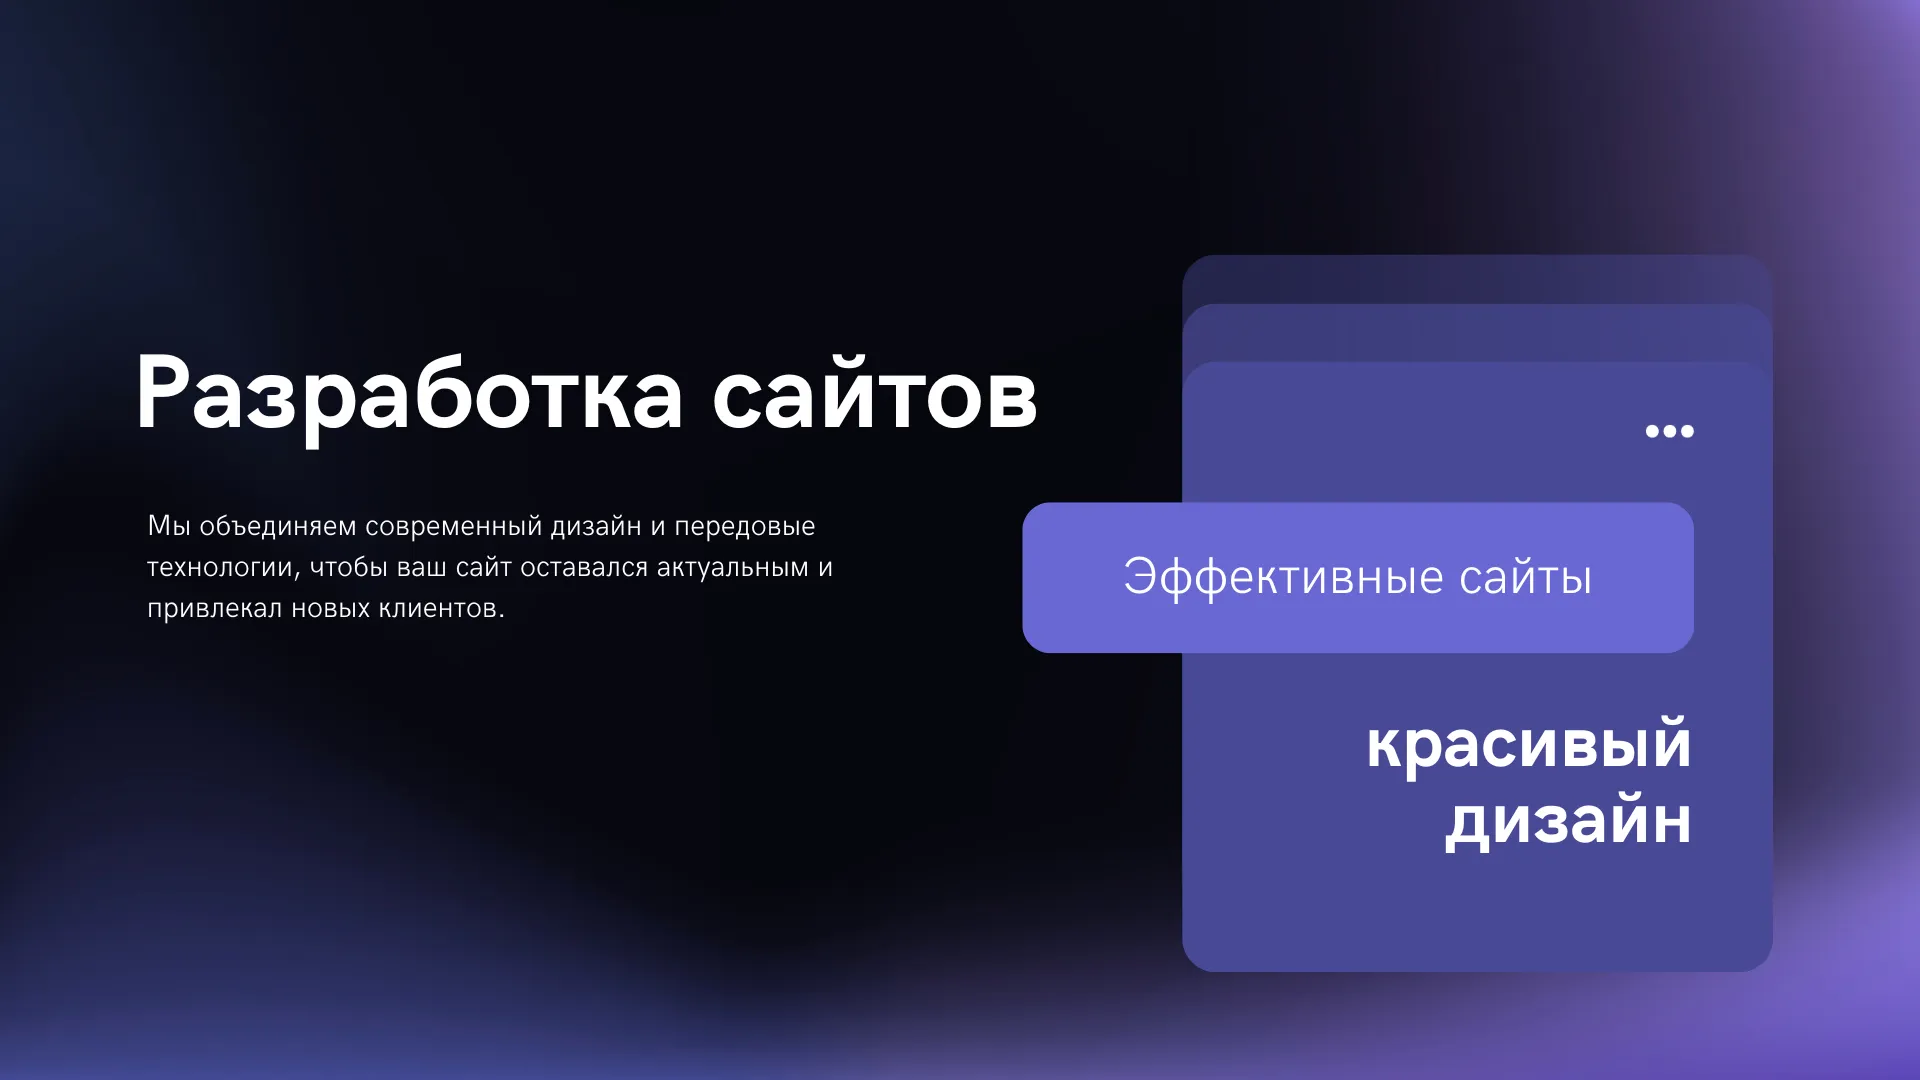 Разработка сайтов
Мы объединяем современный дизайн и передовые
технологии, чтобы ваш сайт оставался актуальным и
привлекал новых клиентов.
Эффективные сайты
красивый
дизайн